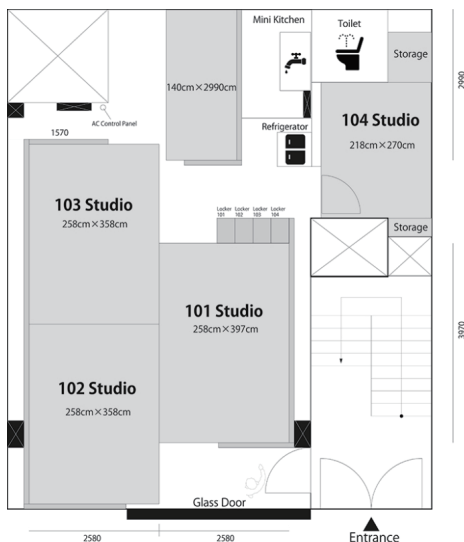 Mini Kitchen
Toilet
Storage
2990
140cm×2990cm
AC Control Panel
1570
Refrigerator
104 Studio
218cm×270cm
103 Studio
258cm×358cm
Locker
101
Locker
102
Locker
103
Locker
104
Storage
101 Studio
258cm×397cm
3970
102 Studio
258cm×358cm
Glass Door
2580
2580
Entrance